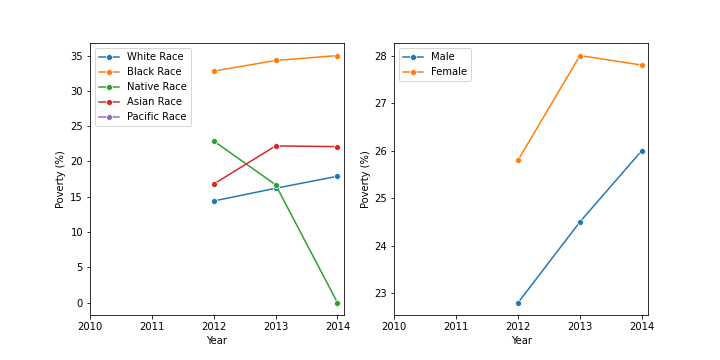 White Race
Black Race
Native Race
Asian Race
Pacific Race
35
30
25
20
15
10
5
0
Poverty (%)
2010 2011 2012 2013 2014
Year
Male
Female
28
27
26
25
24
23
Poverty (%)
2010 2011 2012 2013 2014
Year